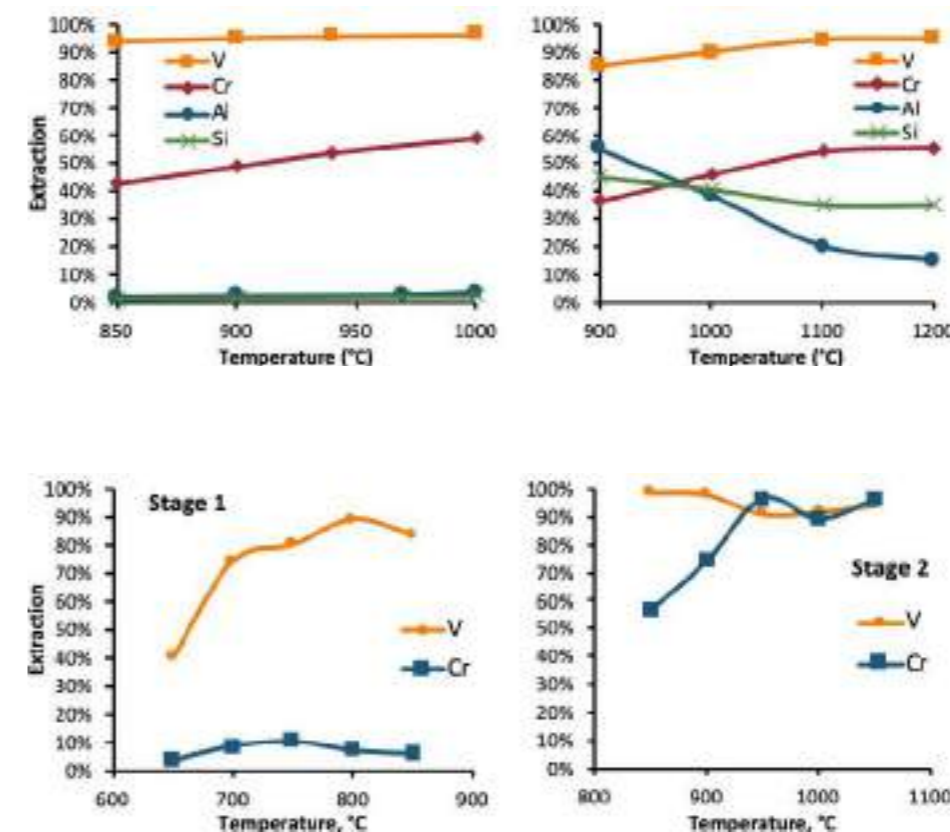 100%
90%
80%
70%
60%
50%
40%
30%
20%
10%
0%
Extraction
V
Cr
Al
Si
850 900 950 1000
Temperature (°C)
100%
90%
80%
70%
60%
50%
40%
30%
20%
10%
0%
V
Cr
Al
Si
900 1000 1100 1200
Temperature (°C)
100%
90%
80%
70%
60%
50%
40%
30%
20%
10%
0%
Extraction
Stage 1
V
Cr
600 700 800 900
Temperature, °C
100%
90%
80%
70%
60%
50%
40%
30%
20%
10%
0%
Stage 2
V
Cr
800 900 1000 1100
Temperature, °C